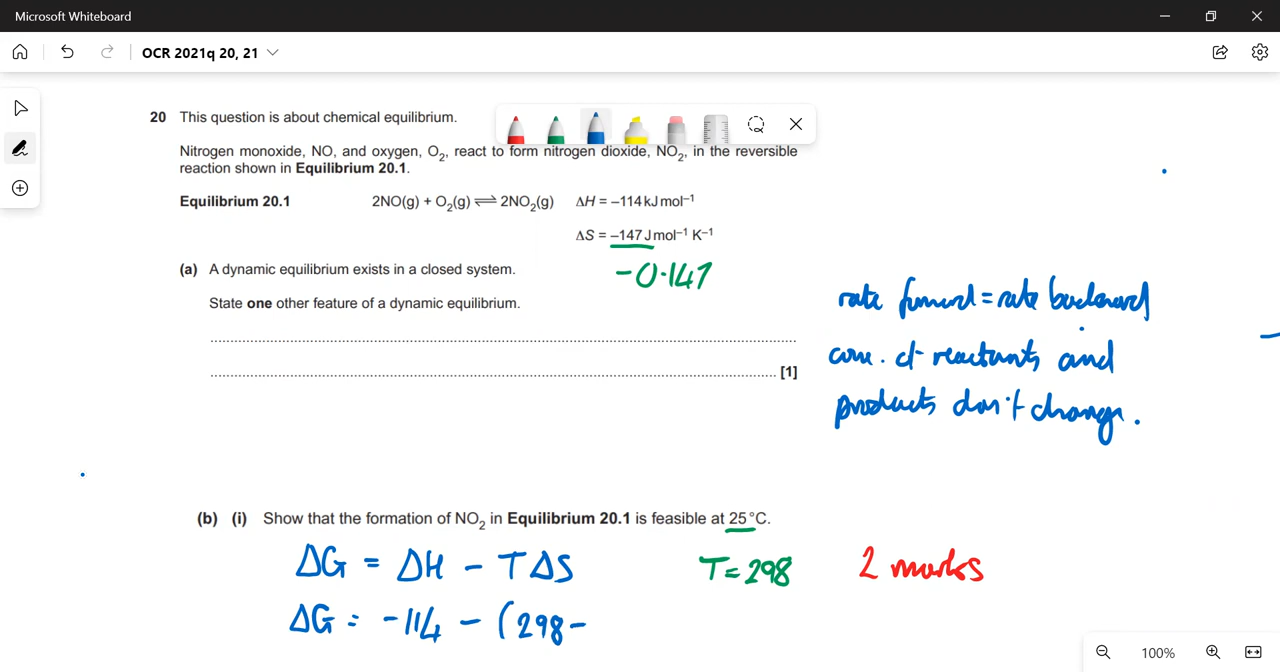 Microsoft Whiteboard
OCR 2021q 20, 21
20 This question is about chemical equilibrium.
Nitrogen monoxide, NO, and oxygen, O₂, react to form nitrogen dioxide, NO₂, in the reversible
reaction shown in Equilibrium 20.1.
Equilibrium 20.1 2NO(g) + O₂(g) ⇌ 2NO₂(g) ΔH = −114 kJ mol⁻¹
ΔS = −147 J mol⁻¹ K⁻¹
-0.147
(a) A dynamic equilibrium exists in a closed system.
State one other feature of a dynamic equilibrium.
[1]
rate forward = rate backward
conc. of reactants and
products don't change.
(b) (i) Show that the formation of NO₂ in Equilibrium 20.1 is feasible at 25 °C.
ΔG = ΔH - TΔS T = 298 2 marks
ΔG = -114 - (298 -
100%